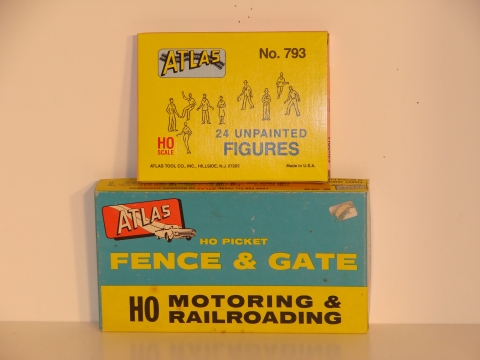 ATLAS
No. 793
HO
SCALE
24 UNPAINTED
FIGURES
ATLAS TOOL CO., INC., HILLSIDE, N.J. 07205
Made in U.S.A.
ATLAS
HO PICKET
FENCE & GATE
HO MOTORING &
RAILROADING